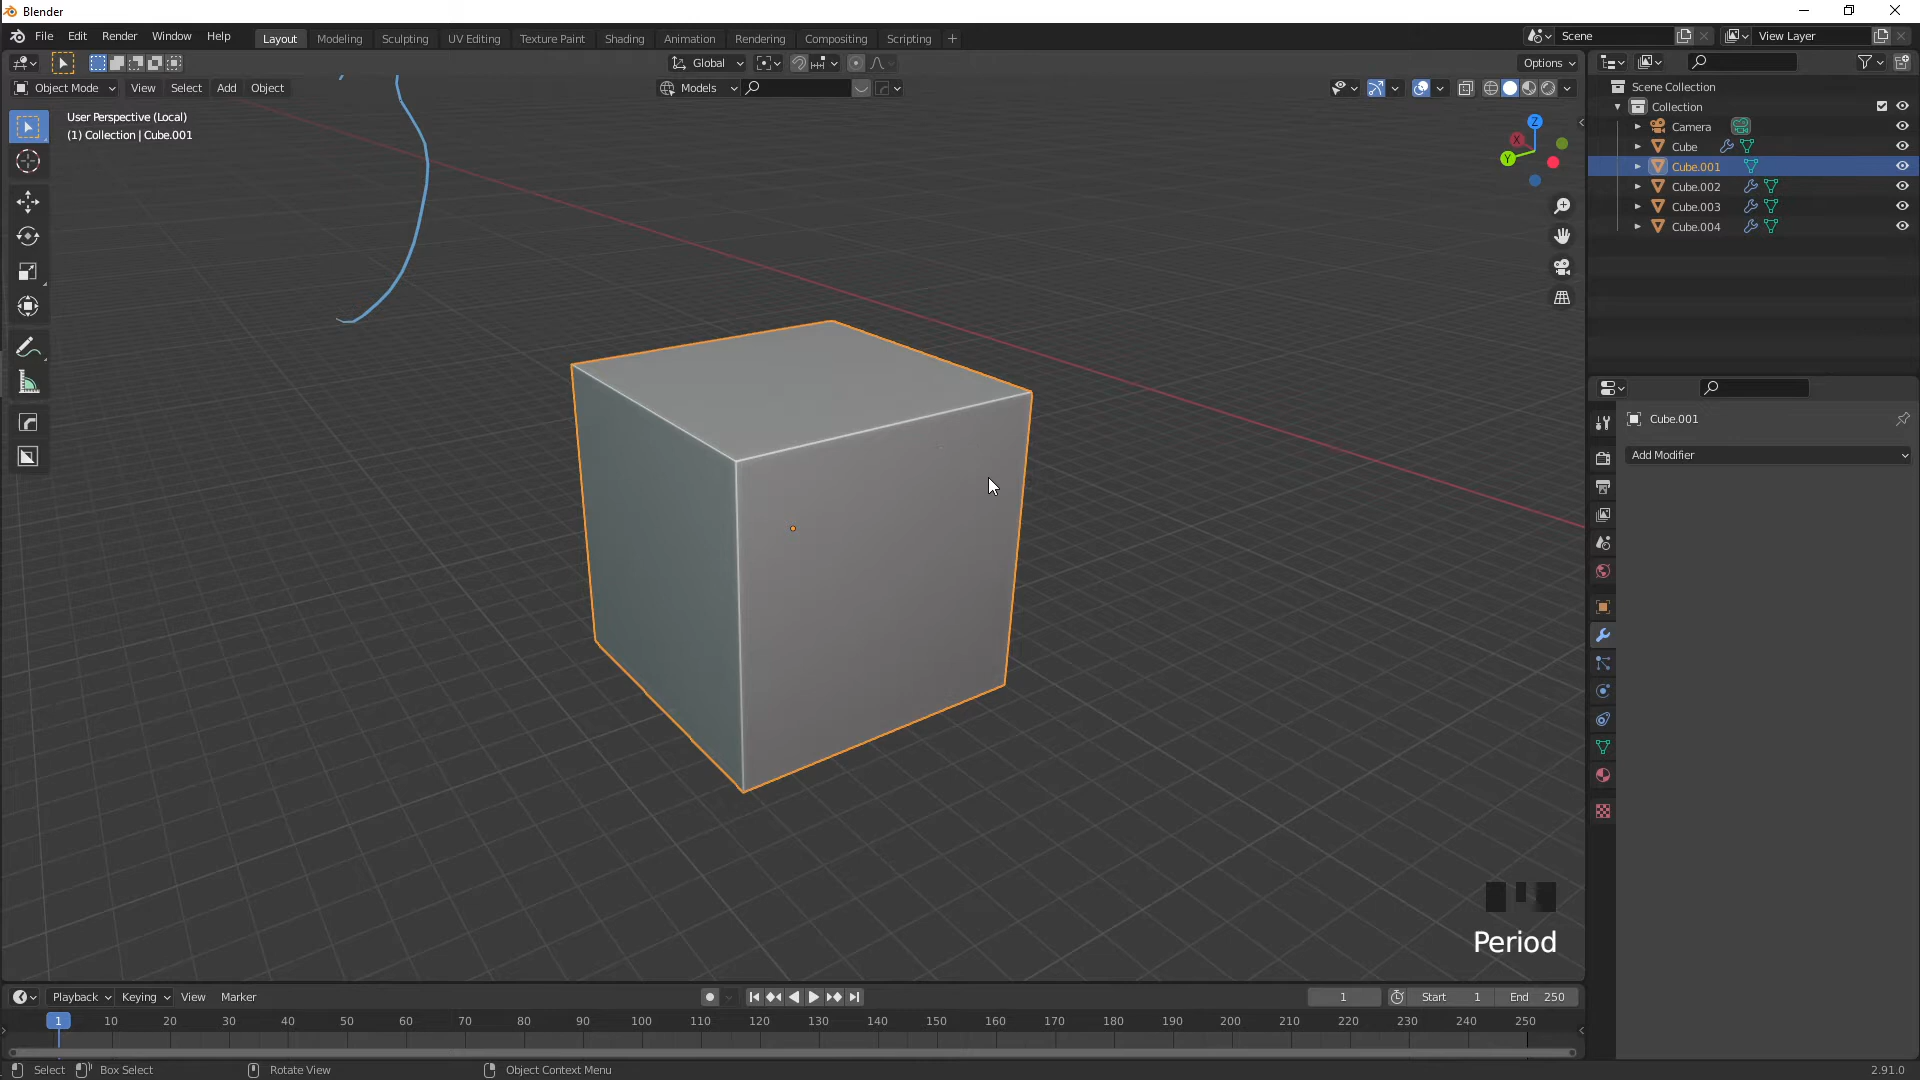 Blender
File Edit Render Window Help Layout Modeling Sculpting UV Editing Texture Paint Shading Animation Rendering Compositing Scripting + Scene View Layer
Global Options
Object Mode View Select Add Object Models
User Perspective (Local)
(1) Collection | Cube.001
Z
X
Y
Scene Collection
Collection
Camera
Cube
Cube.001
Cube.002
Cube.003
Cube.004
Cube.001
Add Modifier
Period
Playback Keying View Marker 1 Start 1 End 250
1 10 20 30 40 50 60 70 80 90 100 110 120 130 140 150 160 170 180 190 200 210 220 230 240 250
Select Box Select Rotate View Object Context Menu 2.91.0